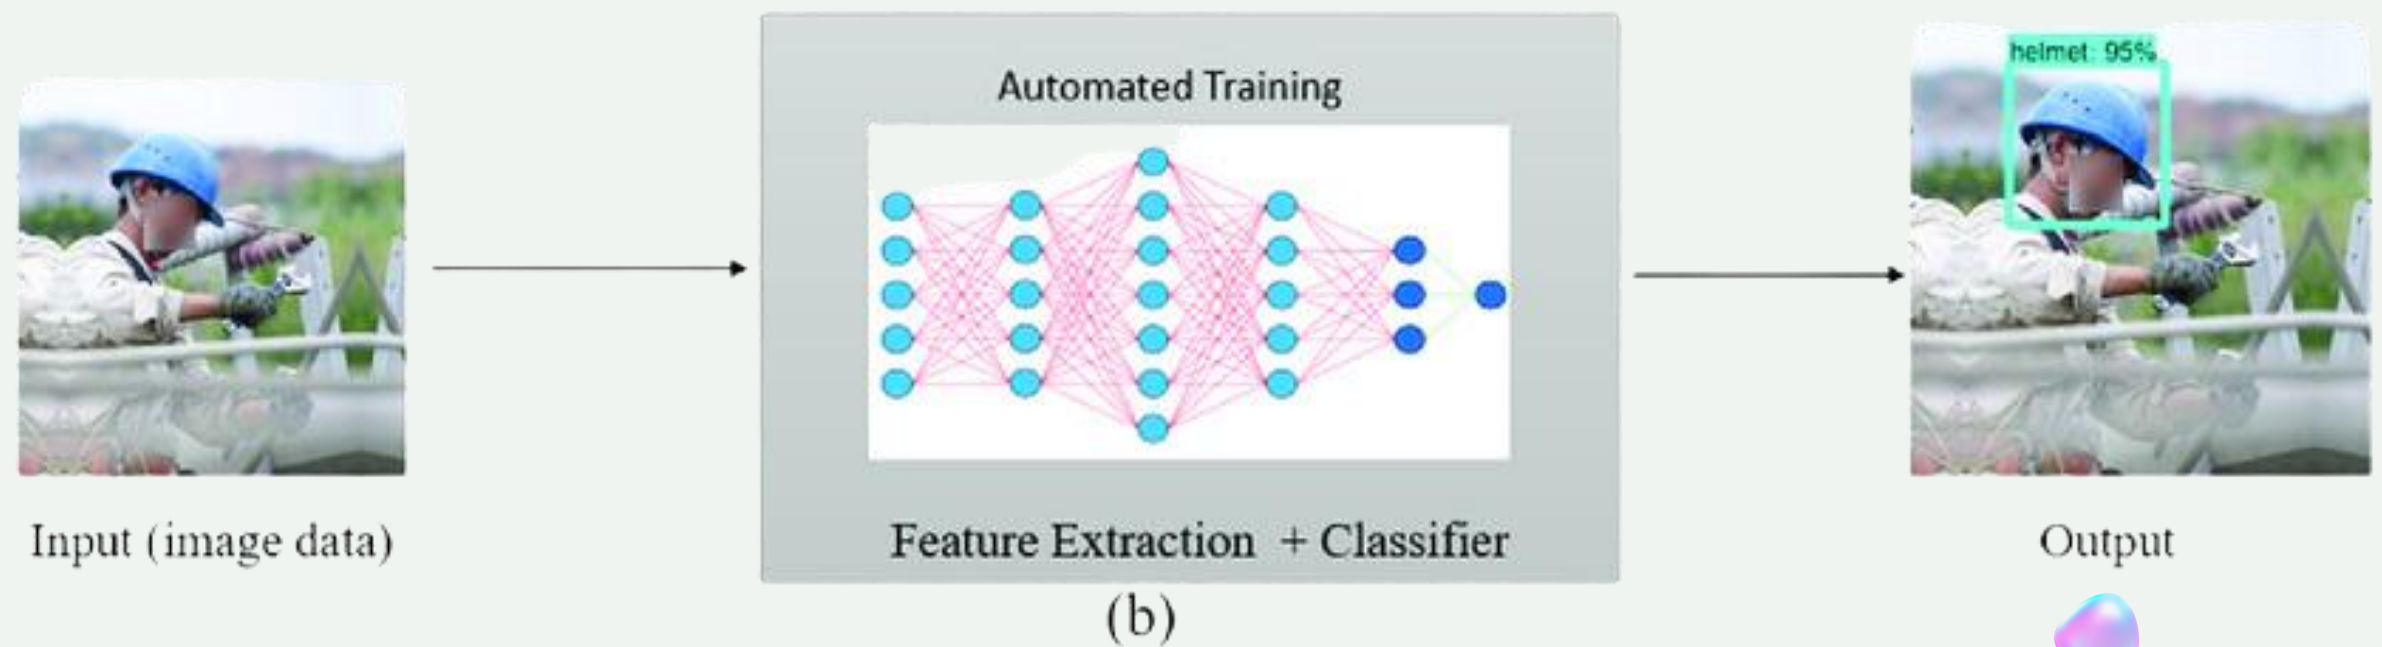 helmet: 95%
Automated Training
Input (image data)
Feature Extraction + Classifier
Output
(b)